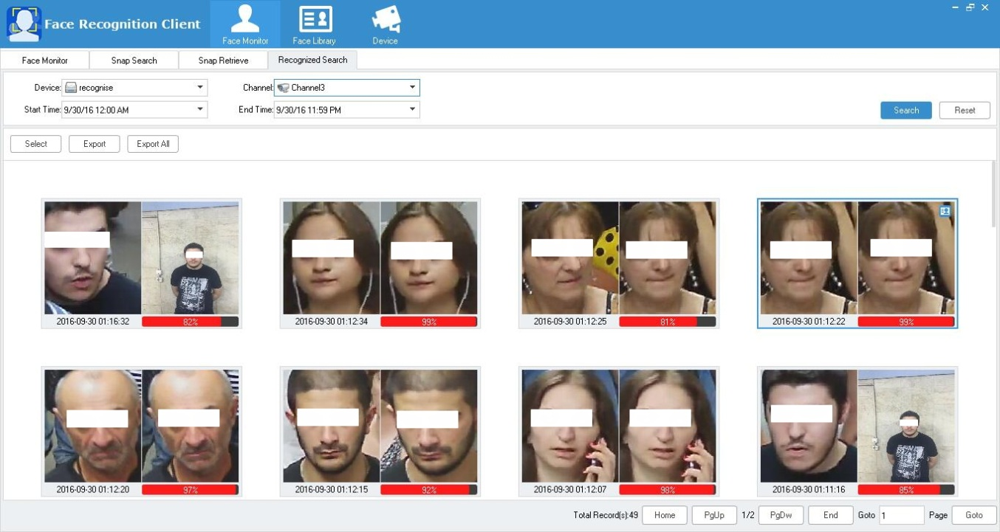 Face Recognition Client
Face Monitor Face Library Device
Face Monitor Snap Search Snap Retrieve Recognized Search
Device: recognise Channel: Channel3
Start Time: 9/30/16 12:00 AM End Time: 9/30/16 11:59 PM Search Reset
Select Export Export All
2016-09-30 01:16:32 82% 2016-09-30 01:12:34 99% 2016-09-30 01:12:25 81% 2016-09-30 01:12:22 99%
2016-09-30 01:12:20 97% 2016-09-30 01:12:15 92% 2016-09-30 01:12:07 98% 2016-09-30 01:11:16 85%
Total Record(s):49 Home PgUp 1/2 PgDw End Goto 1 Page Goto